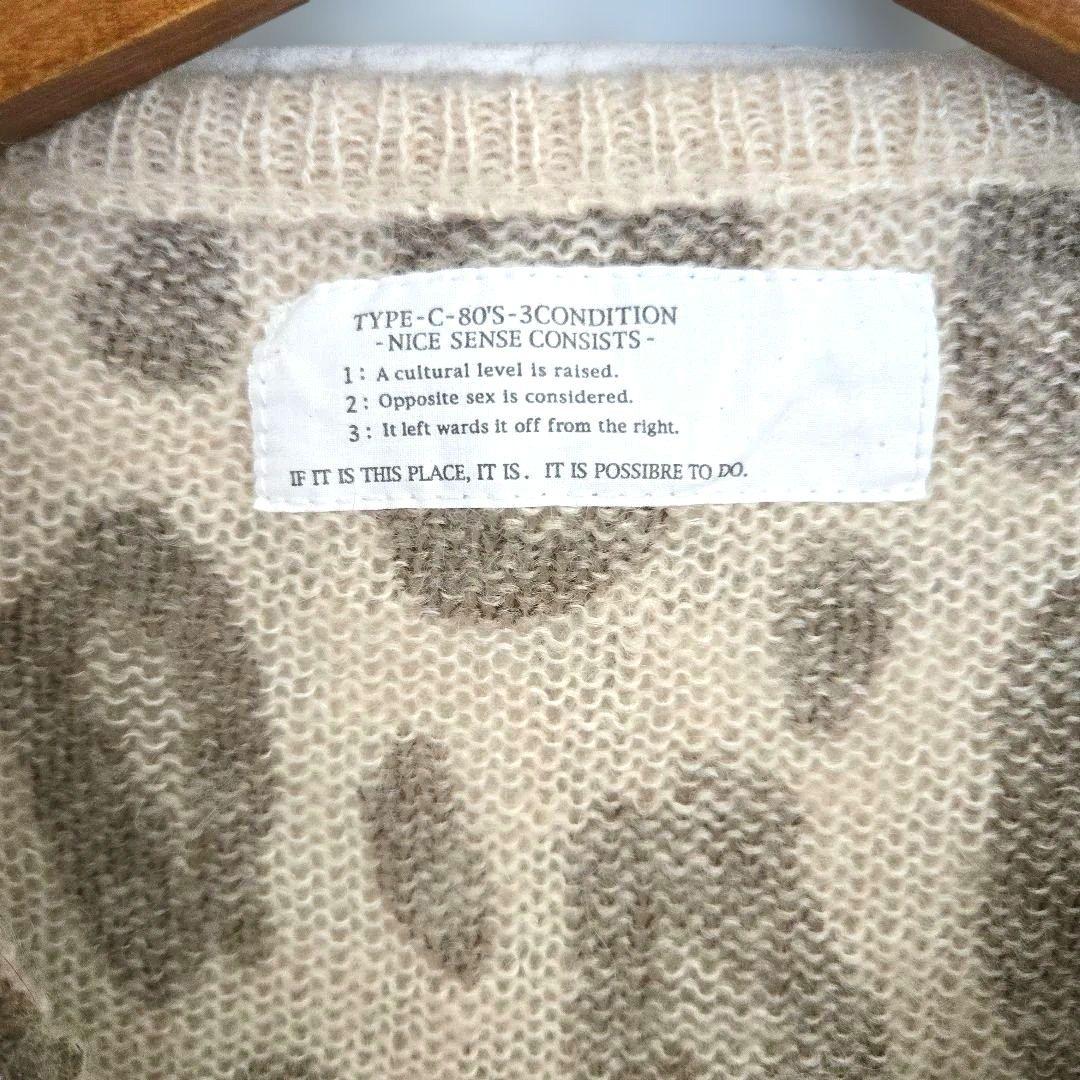 TYPE-C-80'S-3CONDITION
-NICE SENSE CONSISTS-
1: A cultural level is raised.
2: Opposite sex is considered.
3: It left wards it off from the right.
IF IT IS THIS PLACE, IT IS. IT IS POSSIBRE TO DO.